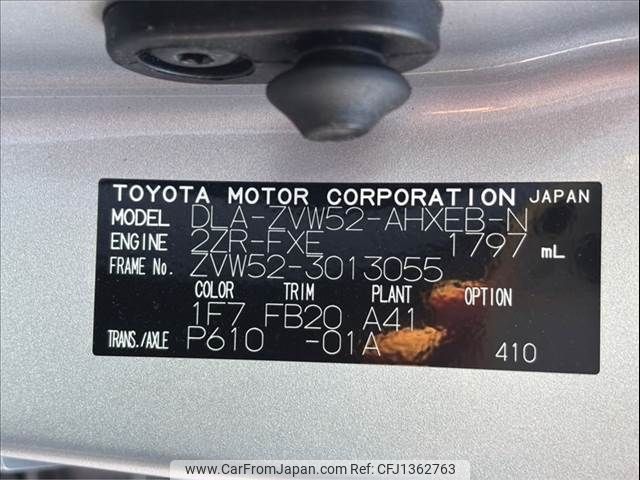 TOYOTA MOTOR CORPORATION JAPAN
MODEL DLA-ZVW52-AHXEB-N
ENGINE 2ZR-FXE 1797 mL
FRAME No. ZVW52-3013055
COLOR TRIM PLANT OPTION
1F7 FB20 A41
TRANS./AXLE P610 -01A 410
www.CarFromJapan.com - CFJ1362763